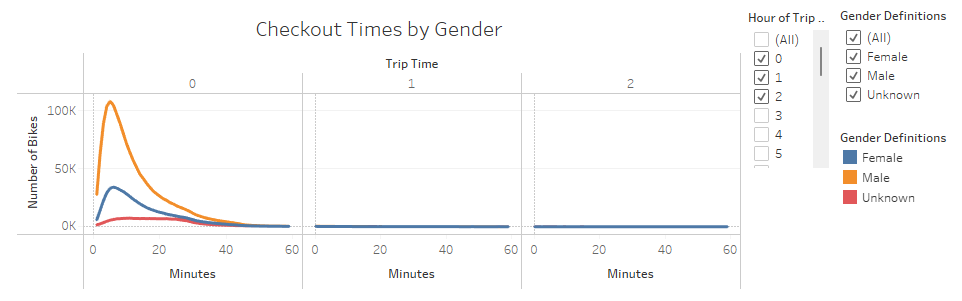 Checkout Times by Gender
Trip Time
0 1 2
Number of Bikes
100K
50K
0K
0 20 40 60 0 20 40 60 0 20 40 60
Minutes Minutes Minutes
Hour of Trip ..
(All)
0
1
2
3
4
5
Gender Definitions
(All)
Female
Male
Unknown
Gender Definitions
Female
Male
Unknown